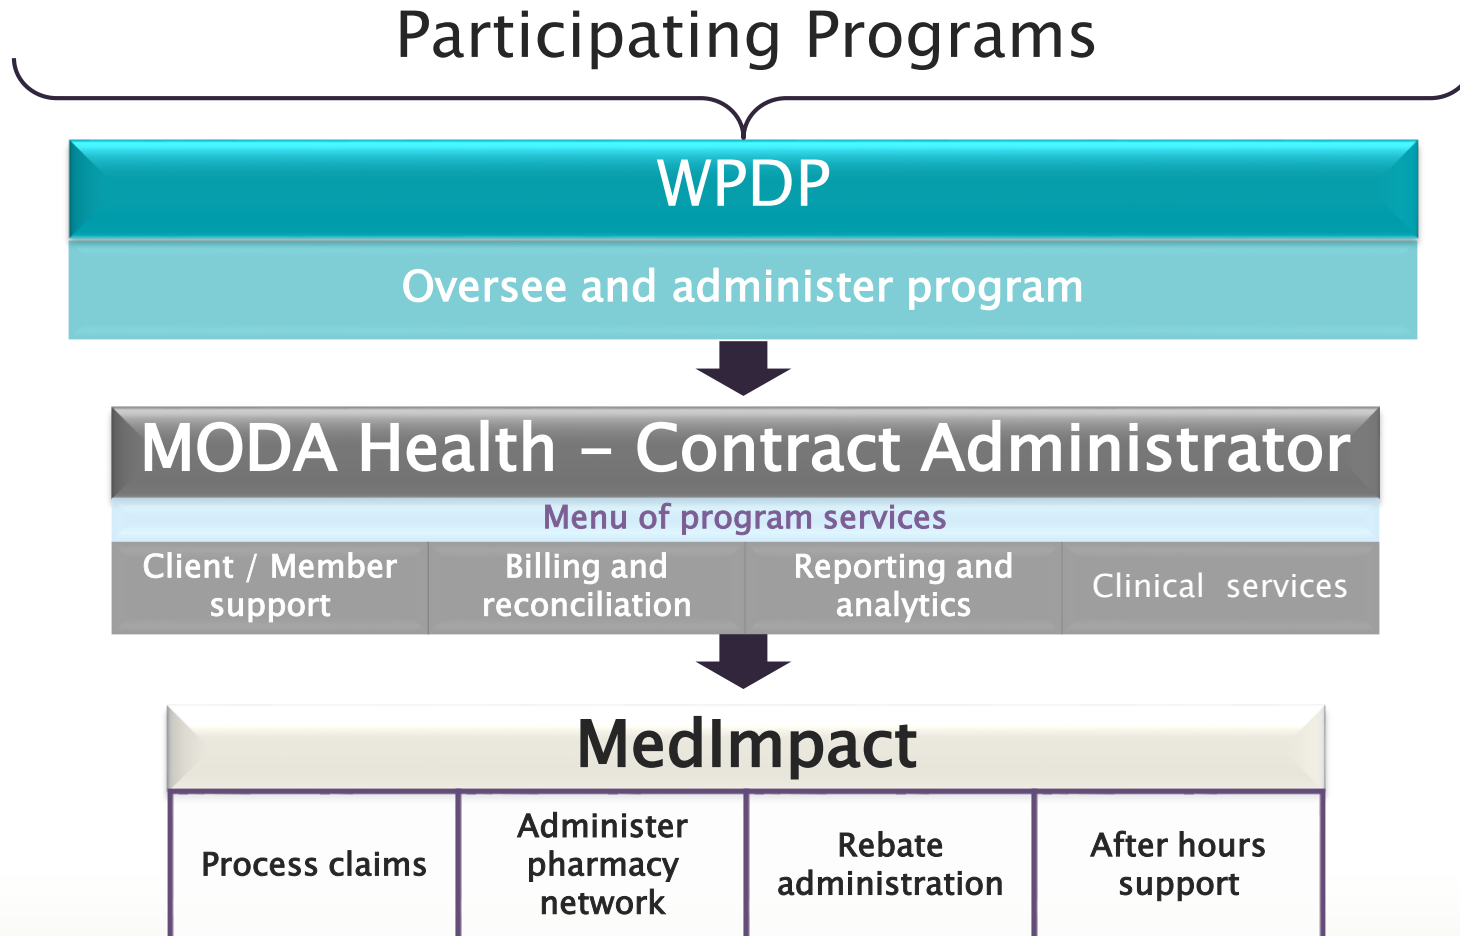 Participating Programs
WPDP
Oversee and administer program
MODA Health – Contract Administrator
Menu of program services
Client / Member
support
Billing and
reconciliation
Reporting and
analytics
Clinical services
MedImpact
Process claims
Administer
pharmacy
network
Rebate
administration
After hours
support